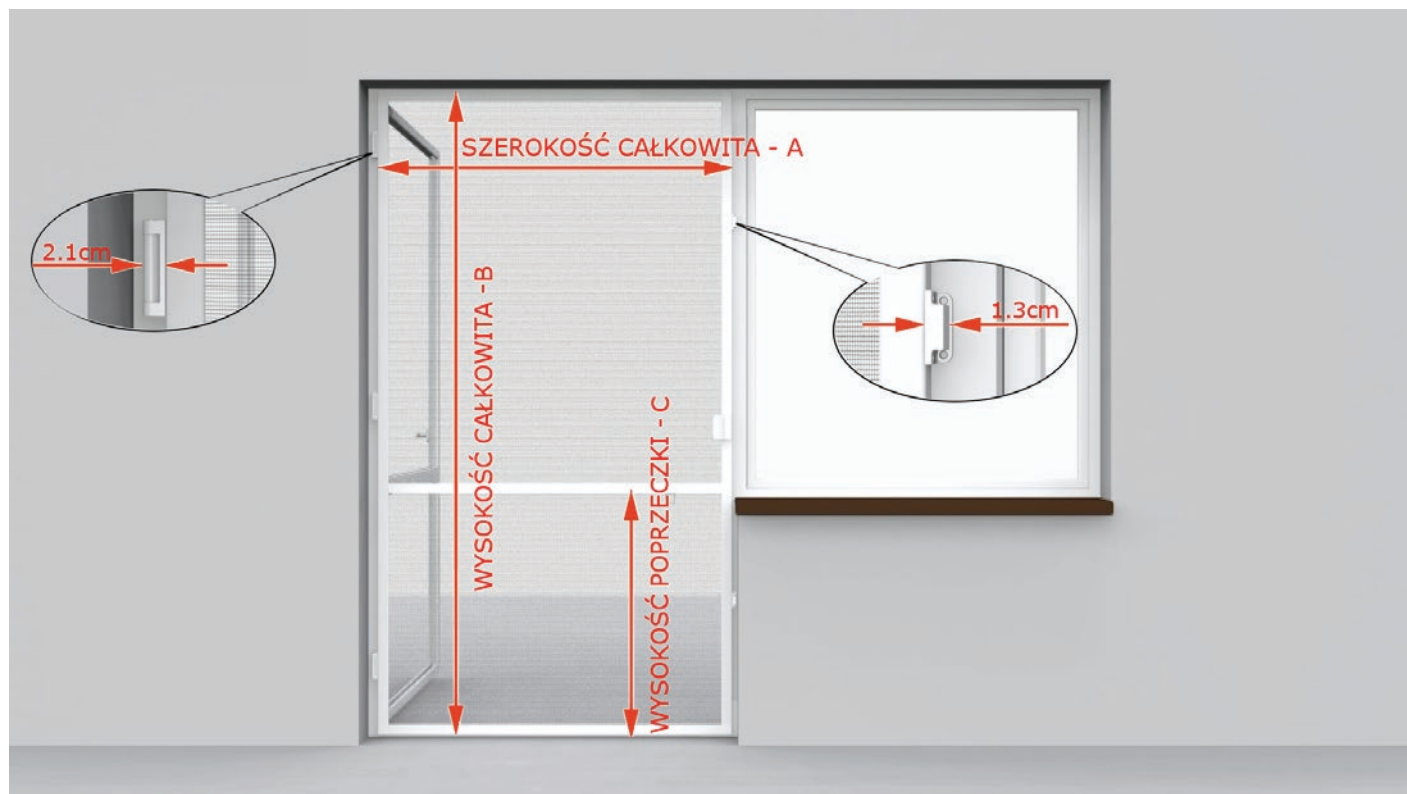 SZEROKOŚĆ CAŁKOWITA - A
2.1cm
WYSOKOŚĆ CAŁKOWITA -B
1.3cm
WYSOKOŚĆ POPRZECZKI - C